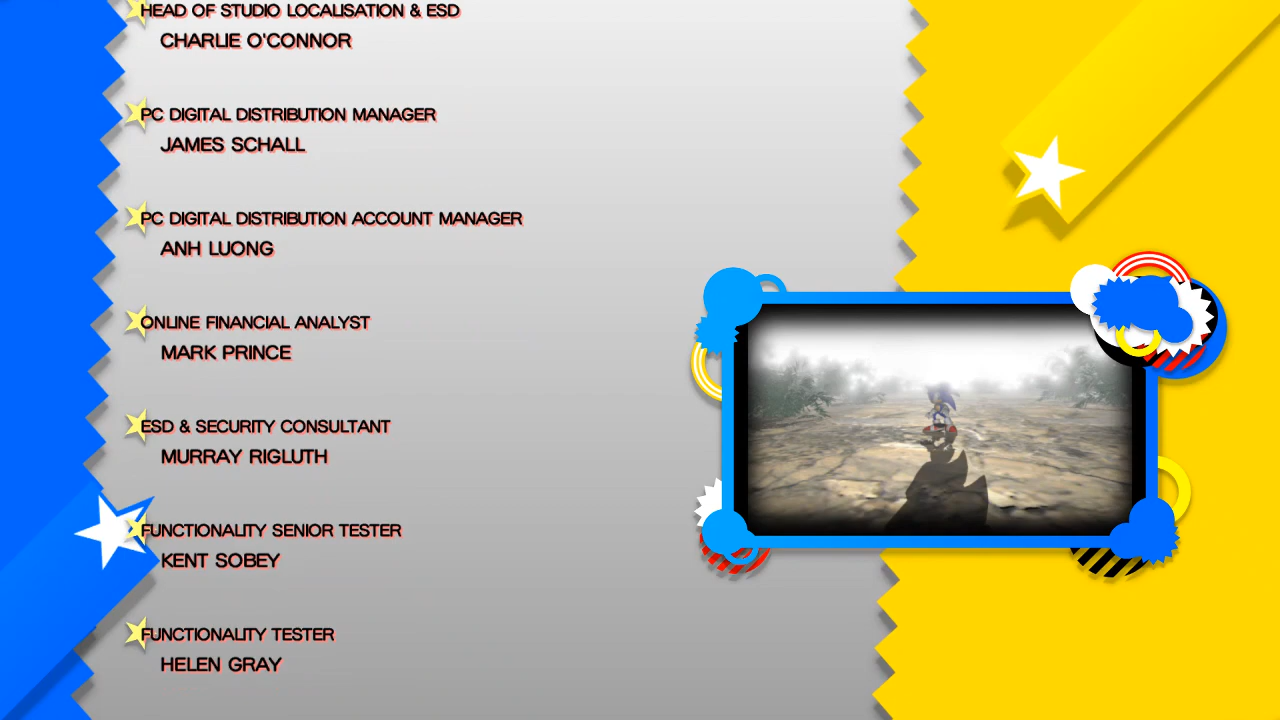 HEAD OF STUDIO LOCALISATION & ESD
CHARLIE O'CONNOR
PC DIGITAL DISTRIBUTION MANAGER
JAMES SCHALL
PC DIGITAL DISTRIBUTION ACCOUNT MANAGER
ANH LUONG
ONLINE FINANCIAL ANALYST
MARK PRINCE
ESD & SECURITY CONSULTANT
MURRAY RIGLUTH
FUNCTIONALITY SENIOR TESTER
KENT SOBEY
FUNCTIONALITY TESTER
HELEN GRAY